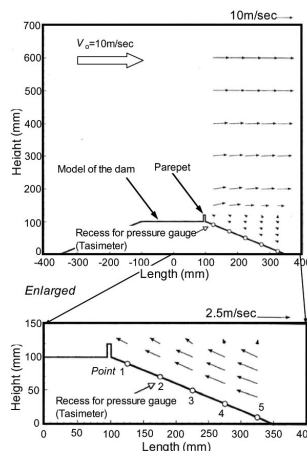 10m/sec
700
Vo=10m/sec
600
500
400
Height (mm)
300
Model of the dam
Parepet
200
100
Recess for pressure gauge
(Tasimeter)
0
-400 -300 -200 -100 0 100 200 300 400
Length (mm)
Enlarged
2.5m/sec
150
100
Height (mm)
Point 1
2
50
Recess for pressure gauge
(Tasimeter)
3
4
5
0
0 50 100 150 200 250 300 350 400
Length (mm)